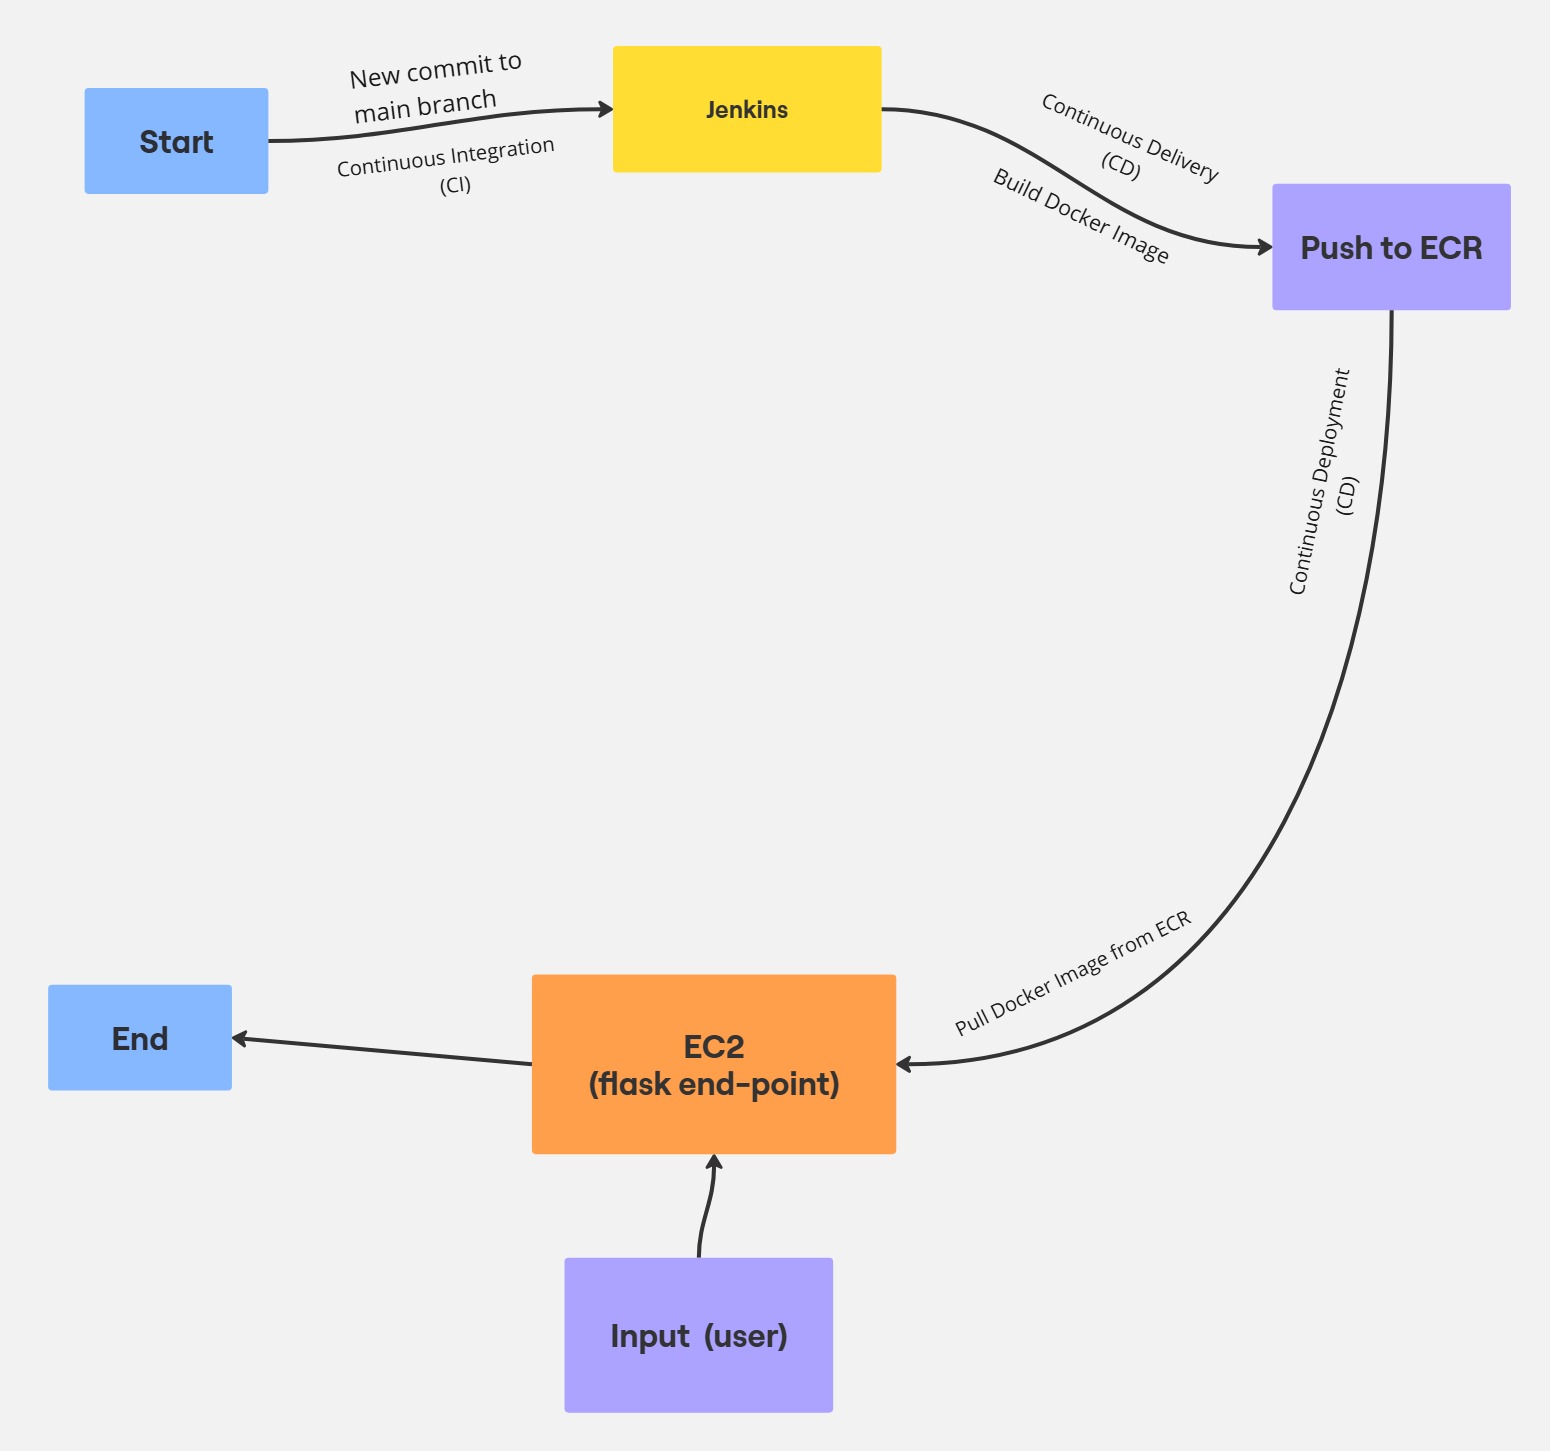 Start
New commit to
main branch
Continuous Integration
(CI)
Jenkins
Continuous Delivery
(CD)
Build Docker Image
Push to ECR
Continuous Deployment
(CD)
Pull Docker Image from ECR
EC2
(flask end-point)
End
Input (user)